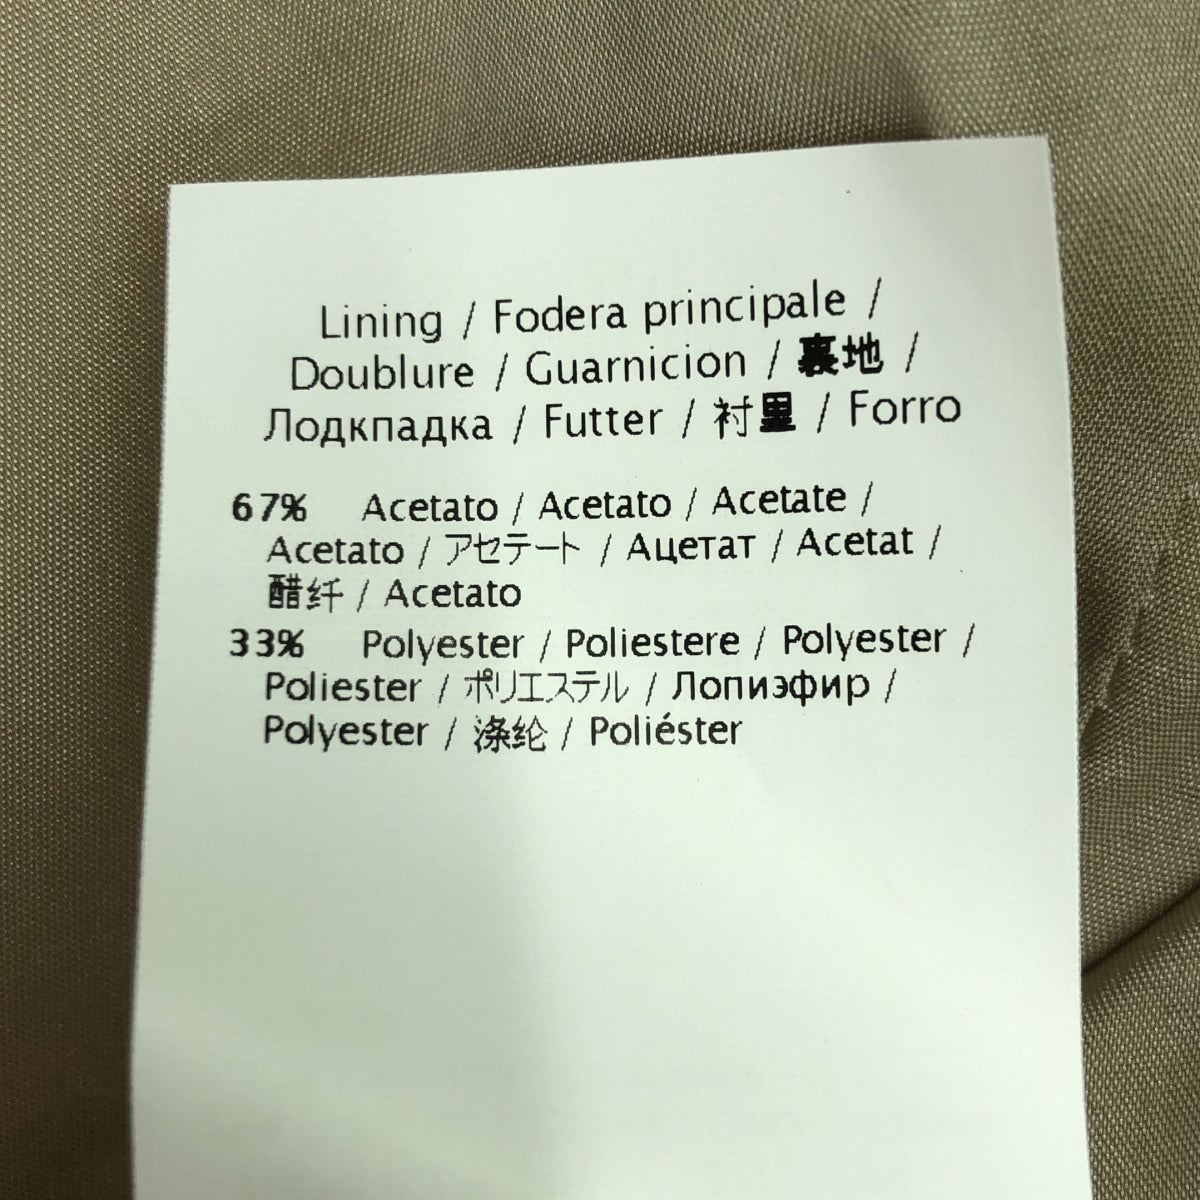 Lining / Fodera principale /
Doublure / Guarnicion / 裏地 /
Лодкпадка / Futter / 衬里 / Forro
67% Acetato / Acetato / Acetate /
Acetato / アセテート / Ацетат / Acetat /
醋纤 / Acetato
33% Polyester / Poliestere / Polyester /
Poliester / ポリエステル / Лопиэфир /
Polyester / 涤纶 / Poliéster